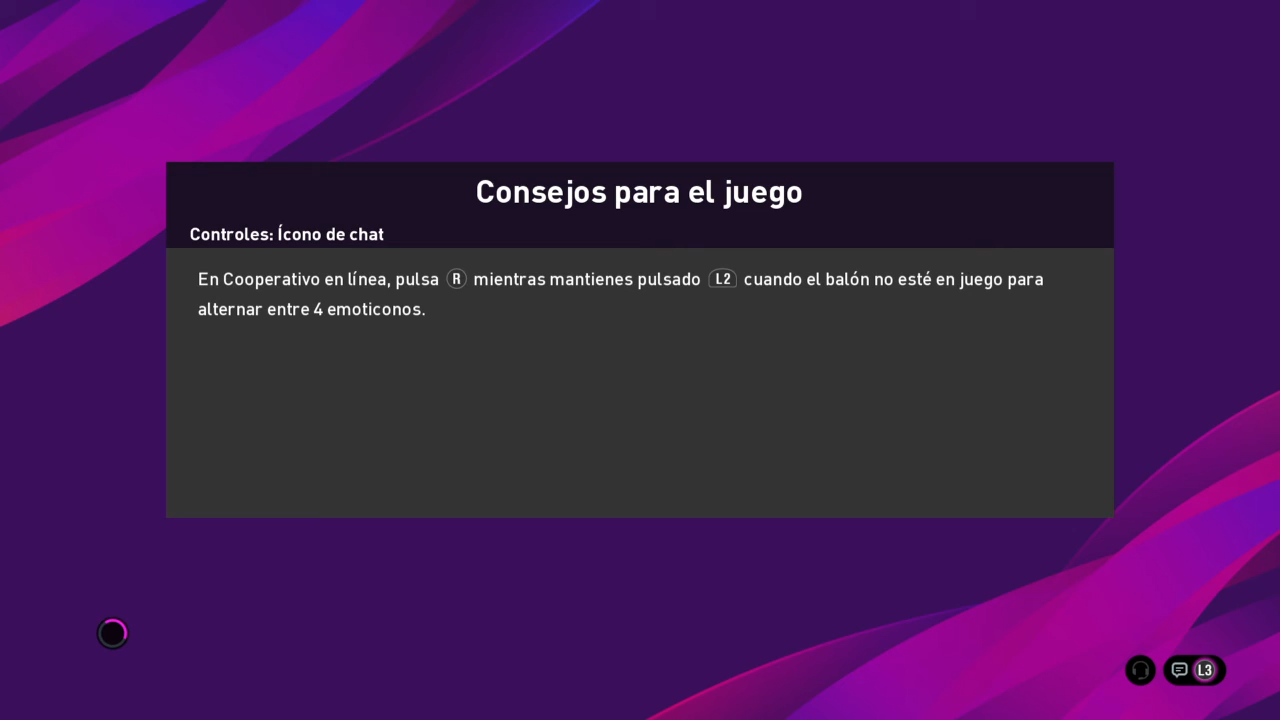 Consejos para el juego
Controles: Ícono de chat
En Cooperativo en línea, pulsa R mientras mantienes pulsado L2 cuando el balón no esté en juego para
alternar entre 4 emoticonos.
L3